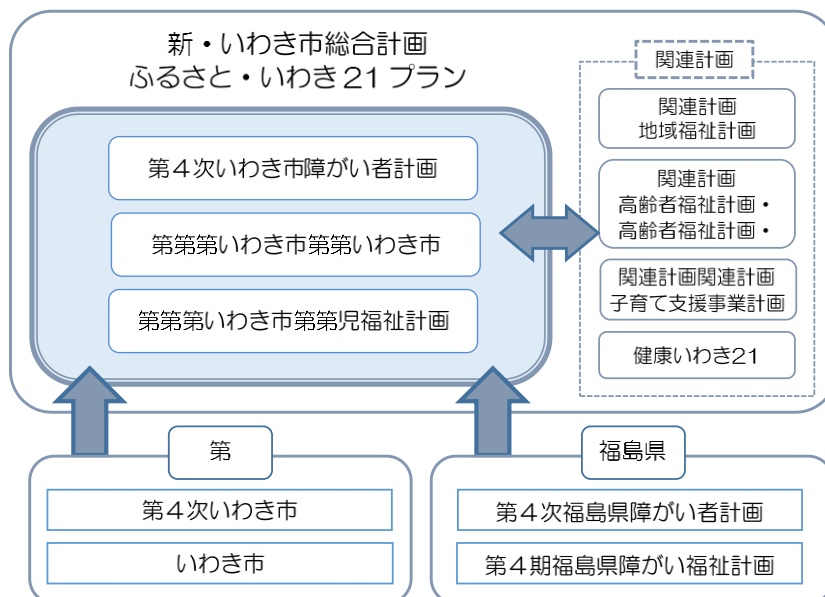 新・いわき市総合計画
ふるさと・いわき21 プラン
第４次いわき市障がい者計画
第第第いわき市第第いわき市
第第第いわき市第第児福祉計画
関連計画
関連計画
地域福祉計画
関連計画
高齢者福祉計画・
高齢者福祉計画・
関連計画関連計画
子育て支援事業計画
健康いわき21
第
第４次いわき市
いわき市
福島県
第４次福島県障がい者計画
第４期福島県障がい福祉計画